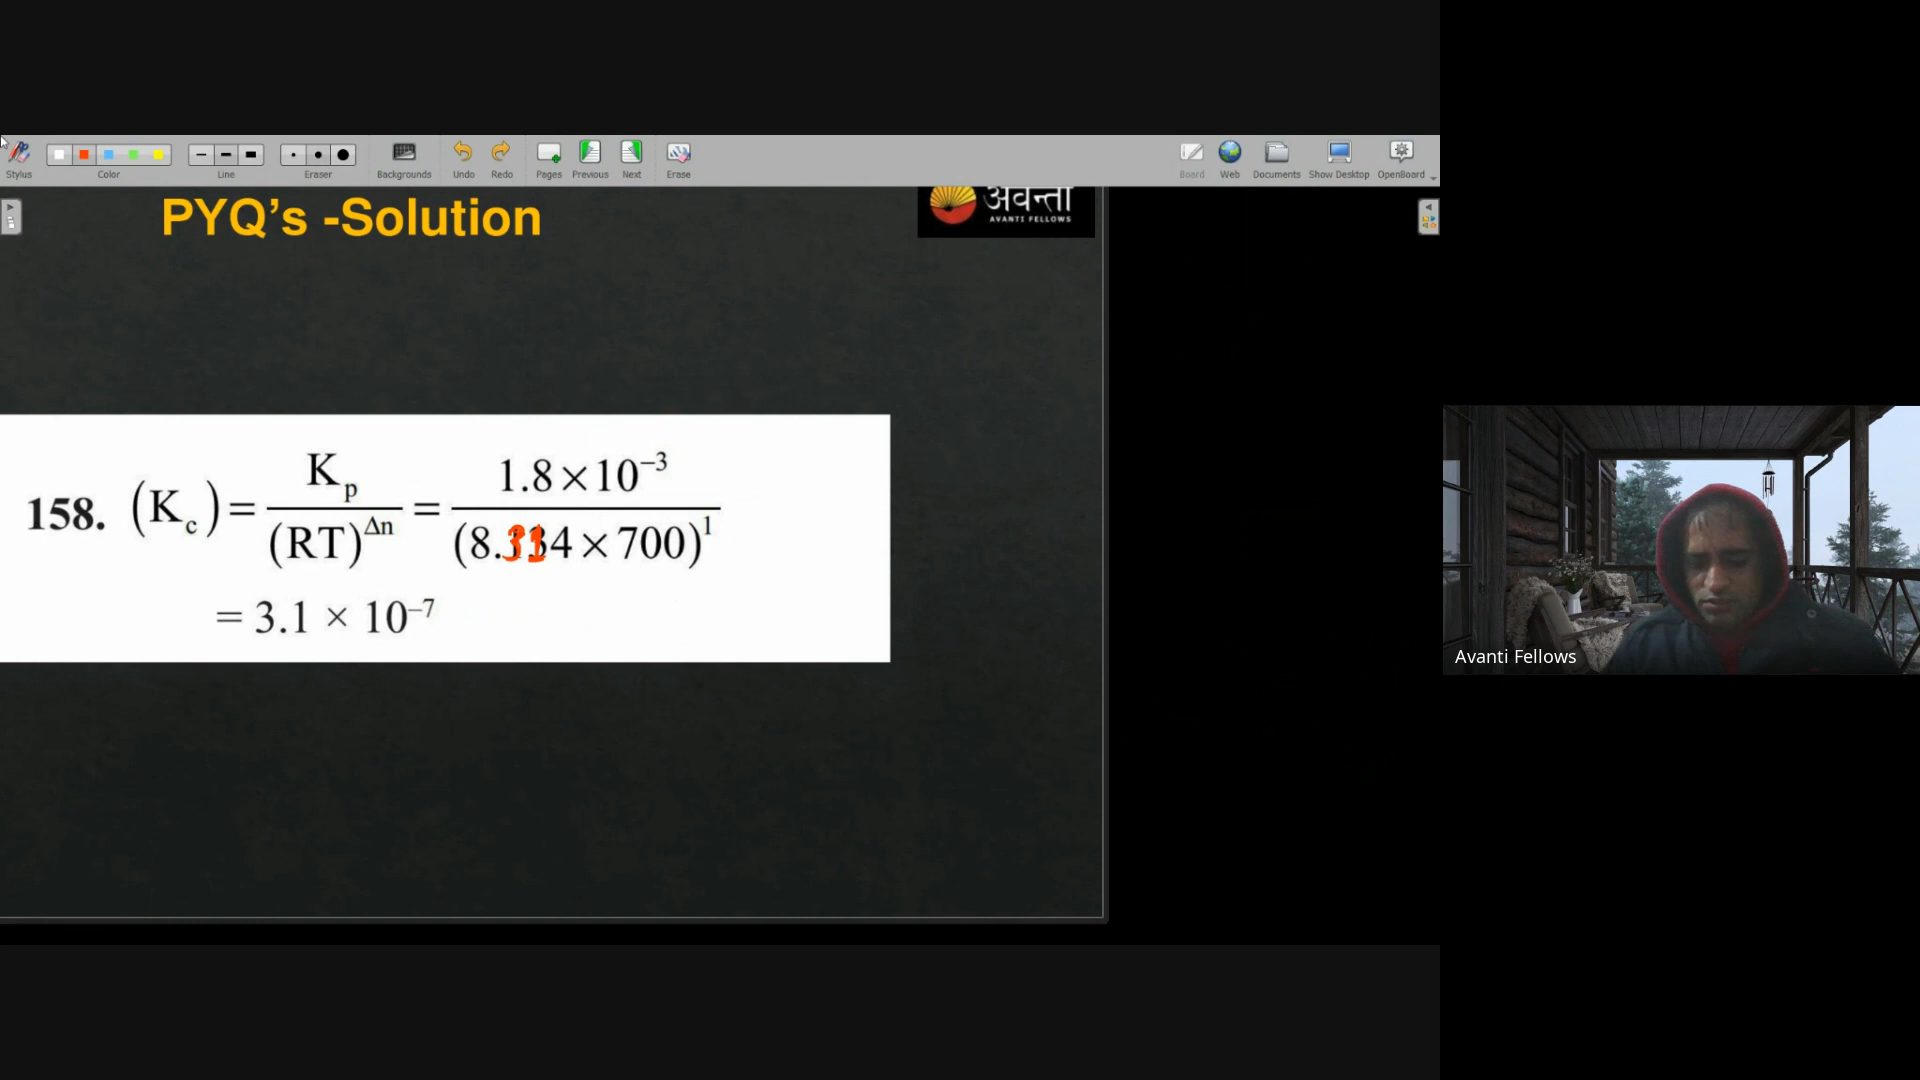 Stylus Color Line Eraser Backgrounds Undo Redo Pages Previous Next Erase Board Web Documents Show Desktop OpenBoard
PYQ’s -Solution
अवन्ती
AVANTI FELLOWS
158. (K_c) = K_p / (RT)^Δn = 1.8 × 10^–3 / (8.314 × 700)^1
= 3.1 × 10^–7
Avanti Fellows